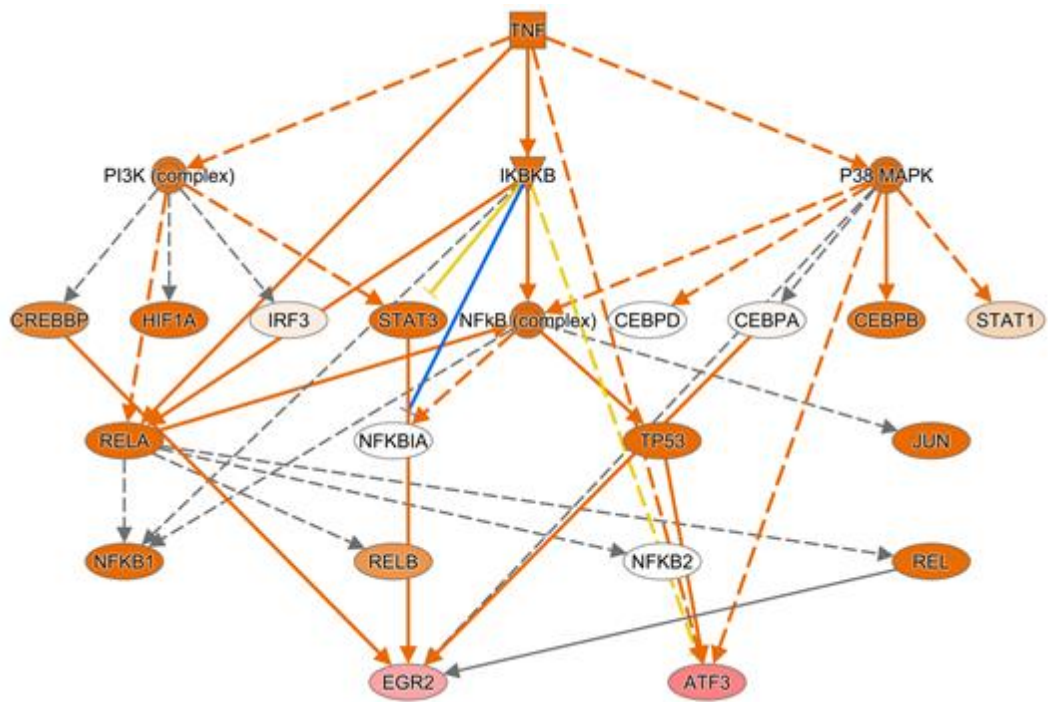 TNF
PI3K (complex)
IKBKB
P38 MAPK
CREBBP
HIF1A
IRF3
STAT3
NFkB (complex)
CEBPD
CEBPA
CEBPB
STAT1
RELA
NFKBIA
TP53
JUN
NFKB1
RELB
NFKB2
REL
EGR2
ATF3